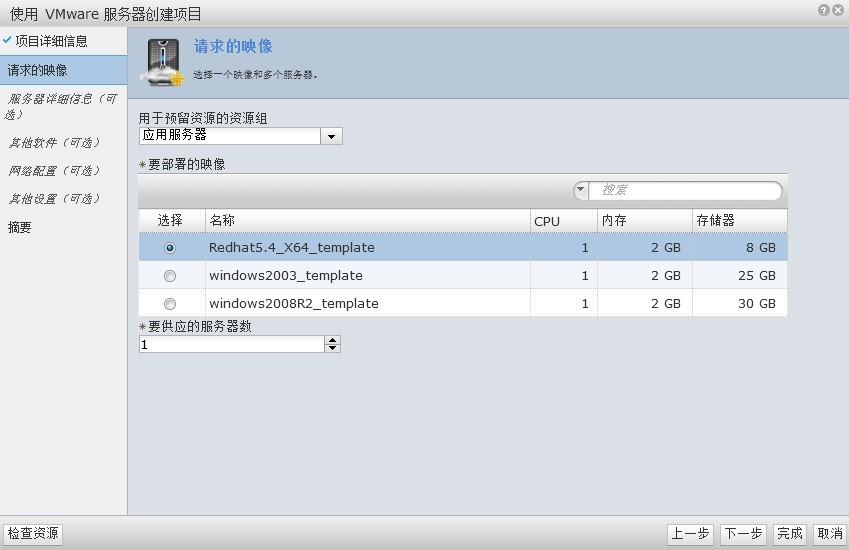 使用 VMware 服务器创建项目
项目详细信息
请求的映像
服务器详细信息（可
选）
其他软件（可选）
网络配置（可选）
其他设置（可选）
摘要
请求的映像
选择一个映像和多个服务器。
用于预留资源的资源组
应用服务器
*要部署的映像
搜索
选择 名称 CPU 内存 存储器
Redhat5.4_X64_template 1 2 GB 8 GB
windows2003_template 1 2 GB 25 GB
windows2008R2_template 1 2 GB 30 GB
*要供应的服务器数
1
检查资源 上一步 下一步 完成 取消